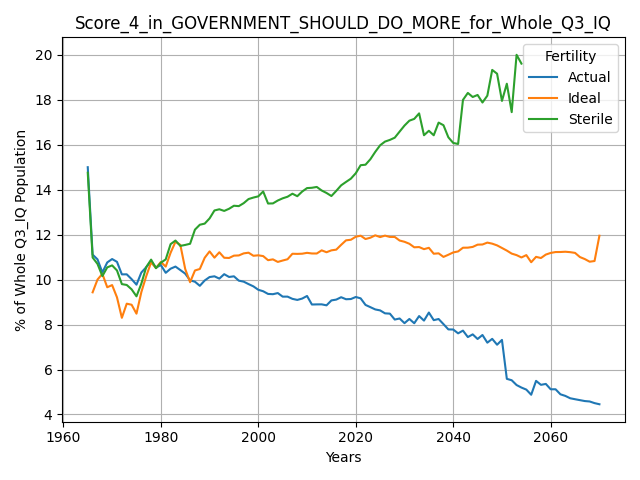 Score_4_in_GOVERNMENT_SHOULD_DO_MORE_for_Whole_Q3_IQ
Fertility
Actual
Ideal
Sterile
% of Whole Q3_IQ Population
20
18
16
14
12
10
8
6
4
1960
1980
2000
2020
2040
2060
Years